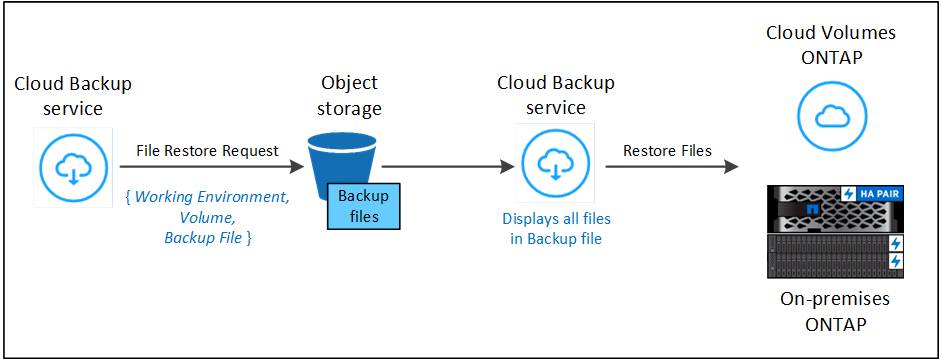 Cloud Backup
service
File Restore Request
{ Working Environment,
Volume,
Backup File }
Object
storage
Backup
files
Cloud Backup
service
Displays all files
in Backup file
Restore Files
Cloud Volumes
ONTAP
HA PAIR
On-premises
ONTAP